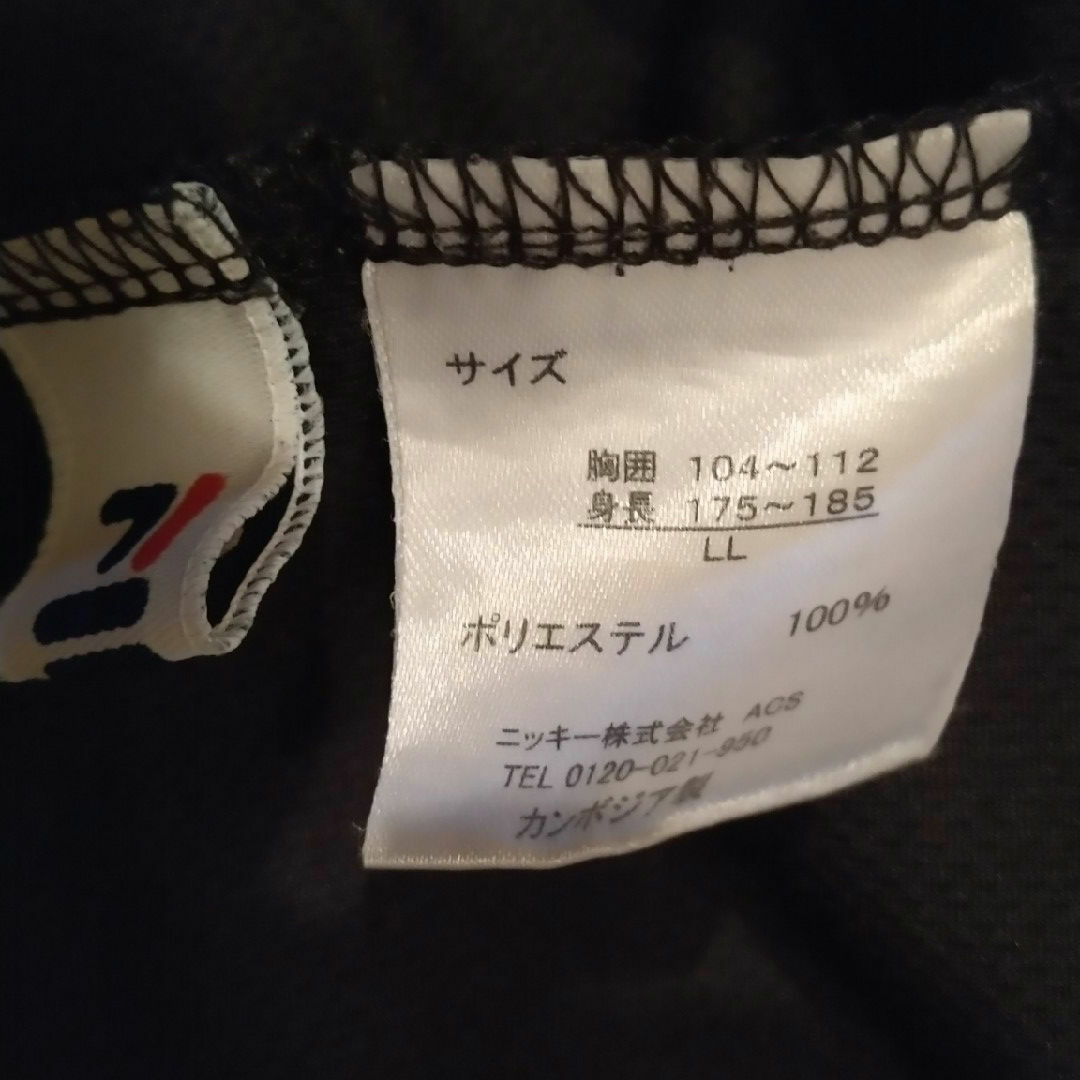 サイズ
胸囲 104～112
身長 175～185
LL
ポリエステル 100%
ニッキー株式会社 ACS
TEL 0120-021-950
カンボジア製